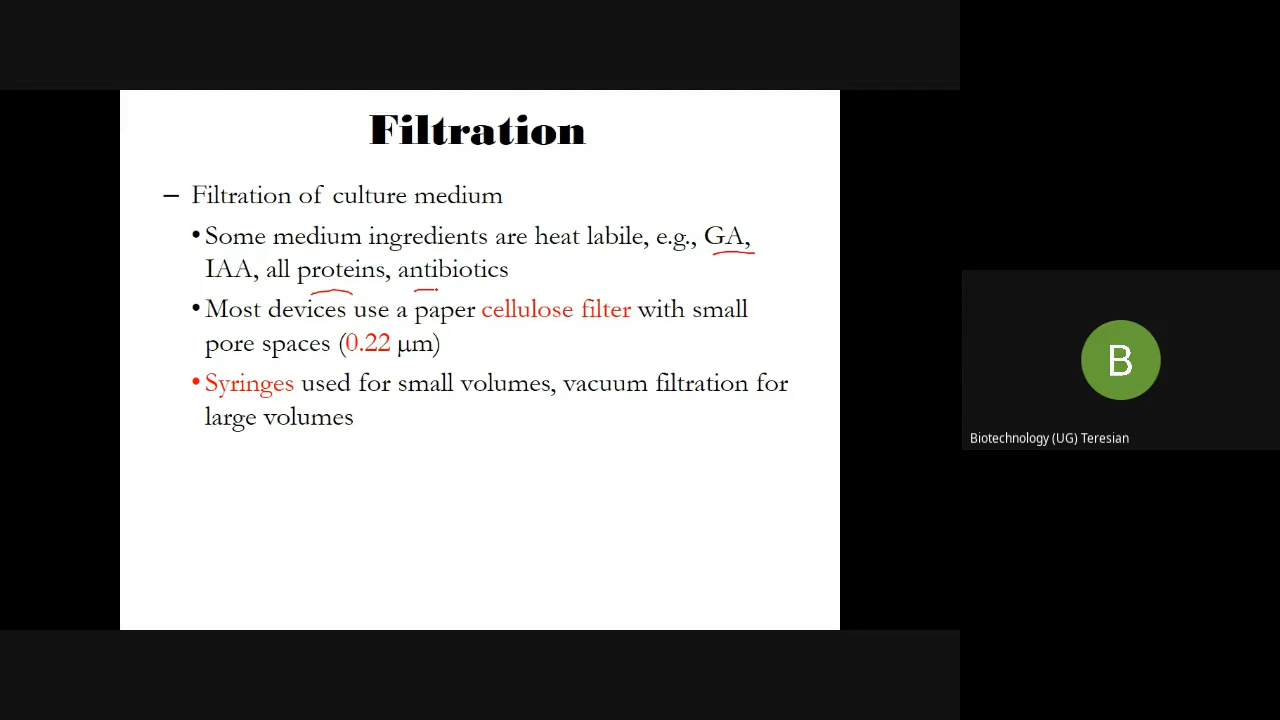 Filtration
– Filtration of culture medium
•Some medium ingredients are heat labile, e.g., GA,
IAA, all proteins, antibiotics
•Most devices use a paper cellulose filter with small
pore spaces (0.22 μm)
•Syringes used for small volumes, vacuum filtration for
large volumes
B
Biotechnology (UG) Teresian